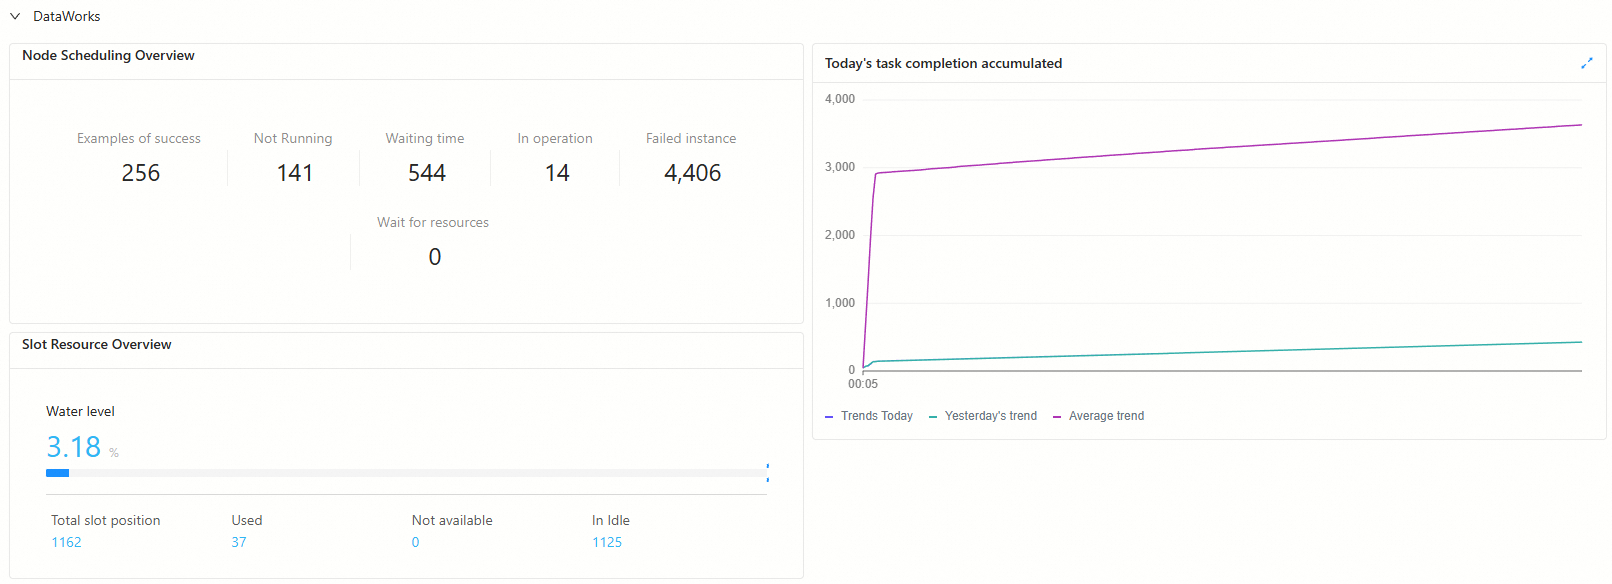 DataWorks
Node Scheduling Overview
Examples of success Not Running Waiting time In operation Failed instance
256 141 544 14 4,406
Wait for resources
0
Slot Resource Overview
Water level
3.18 %
Total slot position Used Not available In Idle
1162 37 0 1125
Today's task completion accumulated
4,000
3,000
2,000
1,000
0
00:05
Trends Today Yesterday's trend Average trend